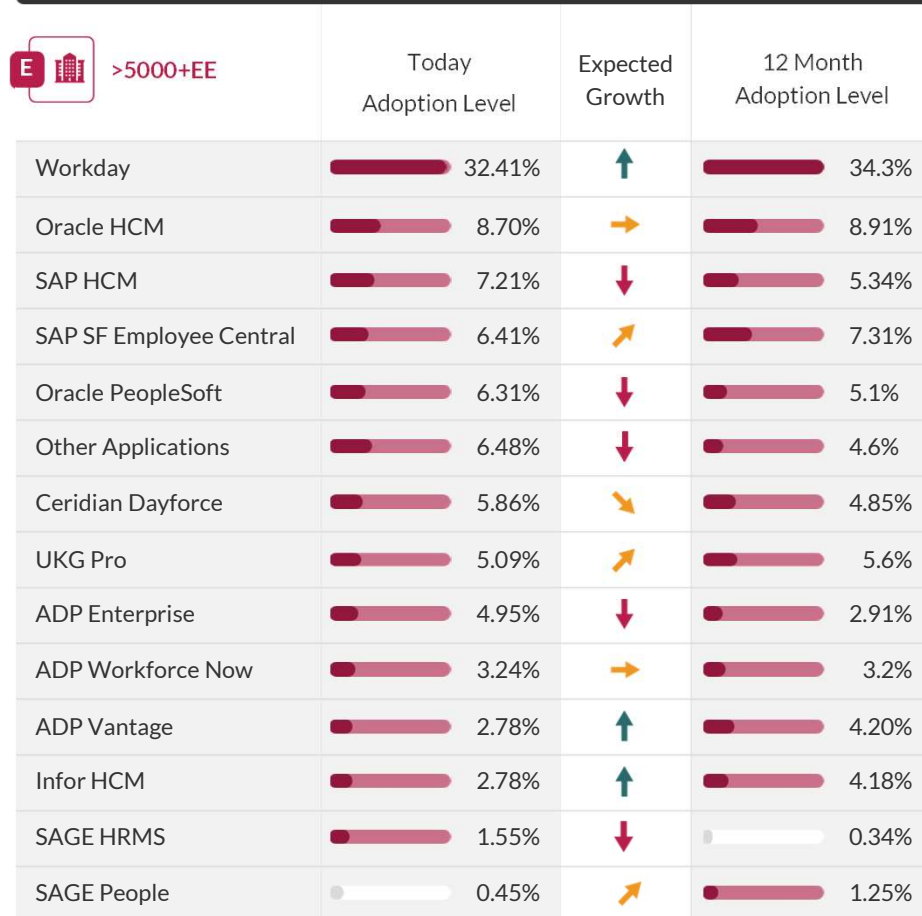 E >5000+EE
Today
Adoption Level
Expected
Growth
12 Month
Adoption Level
Workday 32.41% 34.3%
Oracle HCM 8.70% 8.91%
SAP HCM 7.21% 5.34%
SAP SF Employee Central 6.41% 7.31%
Oracle PeopleSoft 6.31% 5.1%
Other Applications 6.48% 4.6%
Ceridian Dayforce 5.86% 4.85%
UKG Pro 5.09% 5.6%
ADP Enterprise 4.95% 2.91%
ADP Workforce Now 3.24% 3.2%
ADP Vantage 2.78% 4.20%
Infor HCM 2.78% 4.18%
SAGE HRMS 1.55% 0.34%
SAGE People 0.45% 1.25%